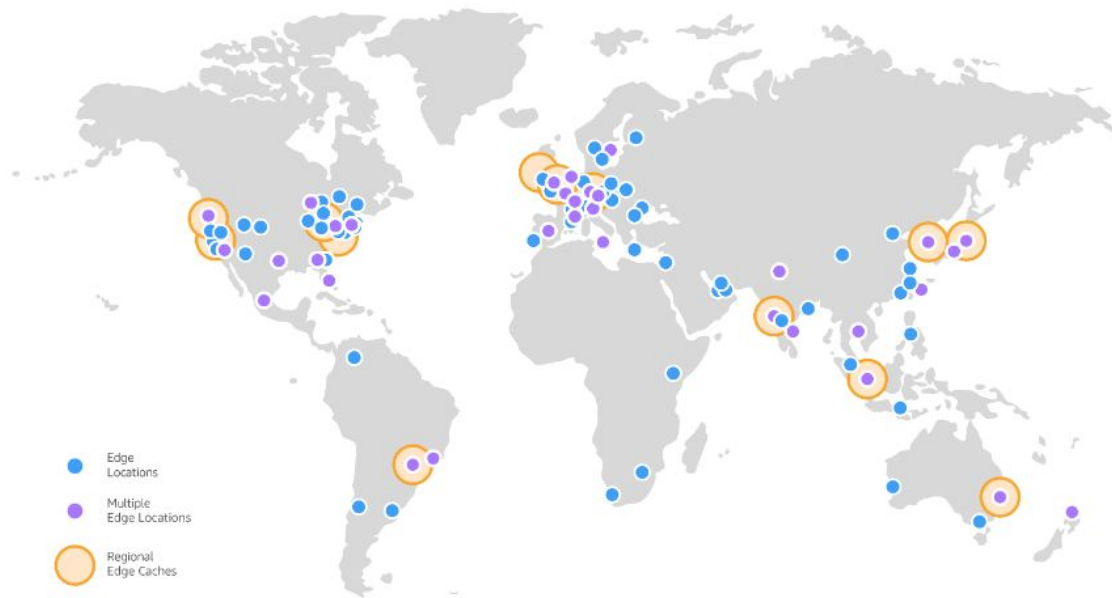 Edge
Locations
Multiple
Edge Locations
Regional
Edge Caches